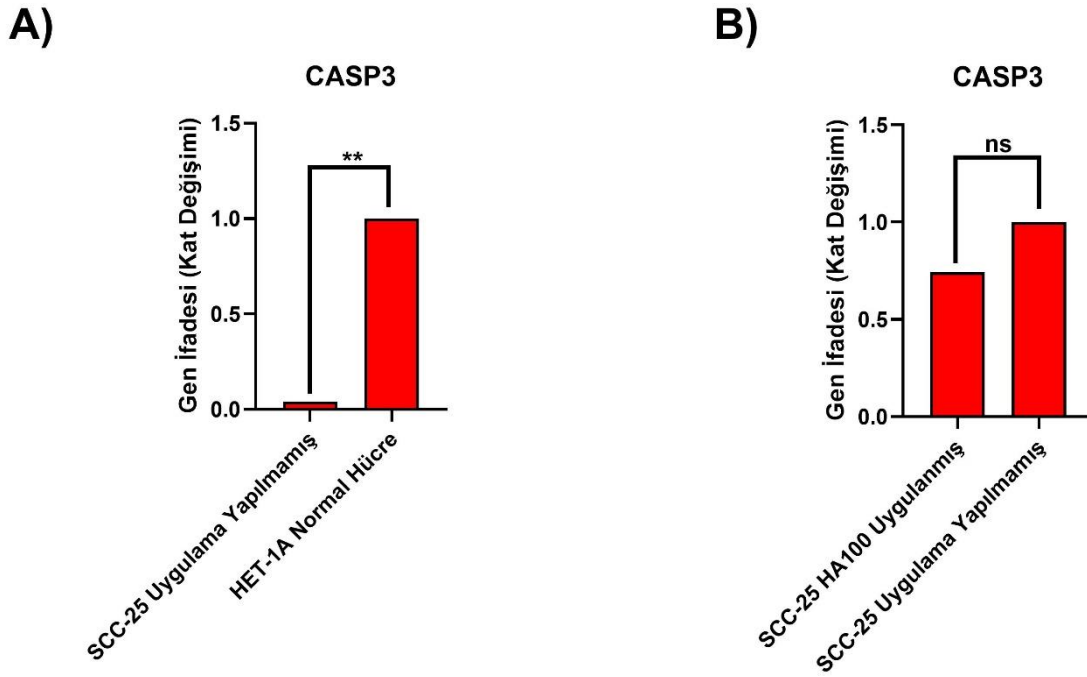 A)
CASP3
Gen İfadesi (Kat Değişimi)
1.5
1.0
0.5
0.0
**
SCC-25 Uygulama Yapılmamış
HET-1A Normal Hücre
B)
CASP3
Gen İfadesi (Kat Değişimi)
1.5
1.0
0.5
0.0
ns
SCC-25 HA100 Uygulanmış
SCC-25 Uygulama Yapılmamış